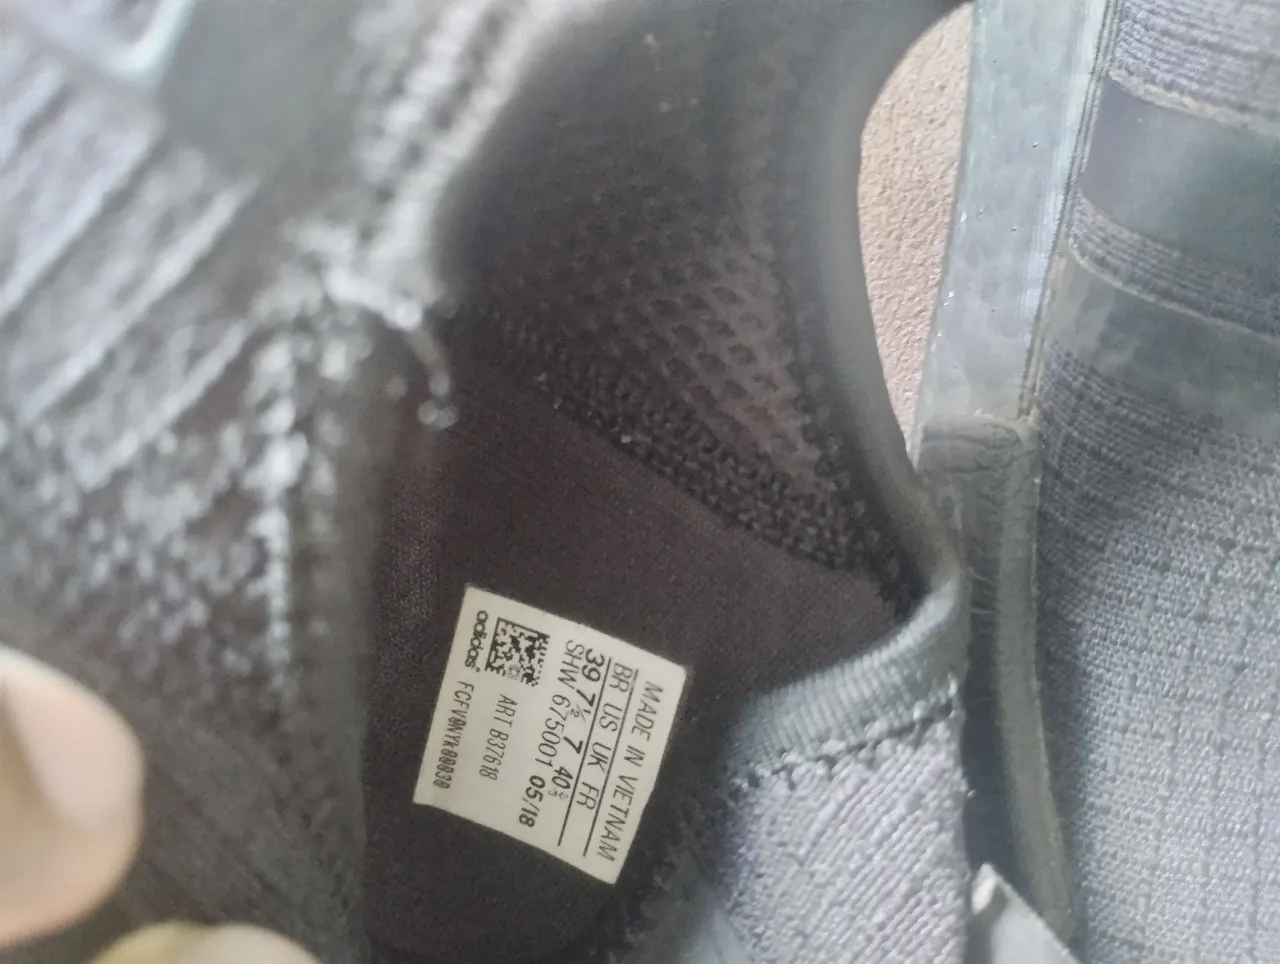 MADE IN VIETNAM
BR US UK FR
39 7½ 7 40⅔
SHW 675001 05/18
ART B37618
adidas